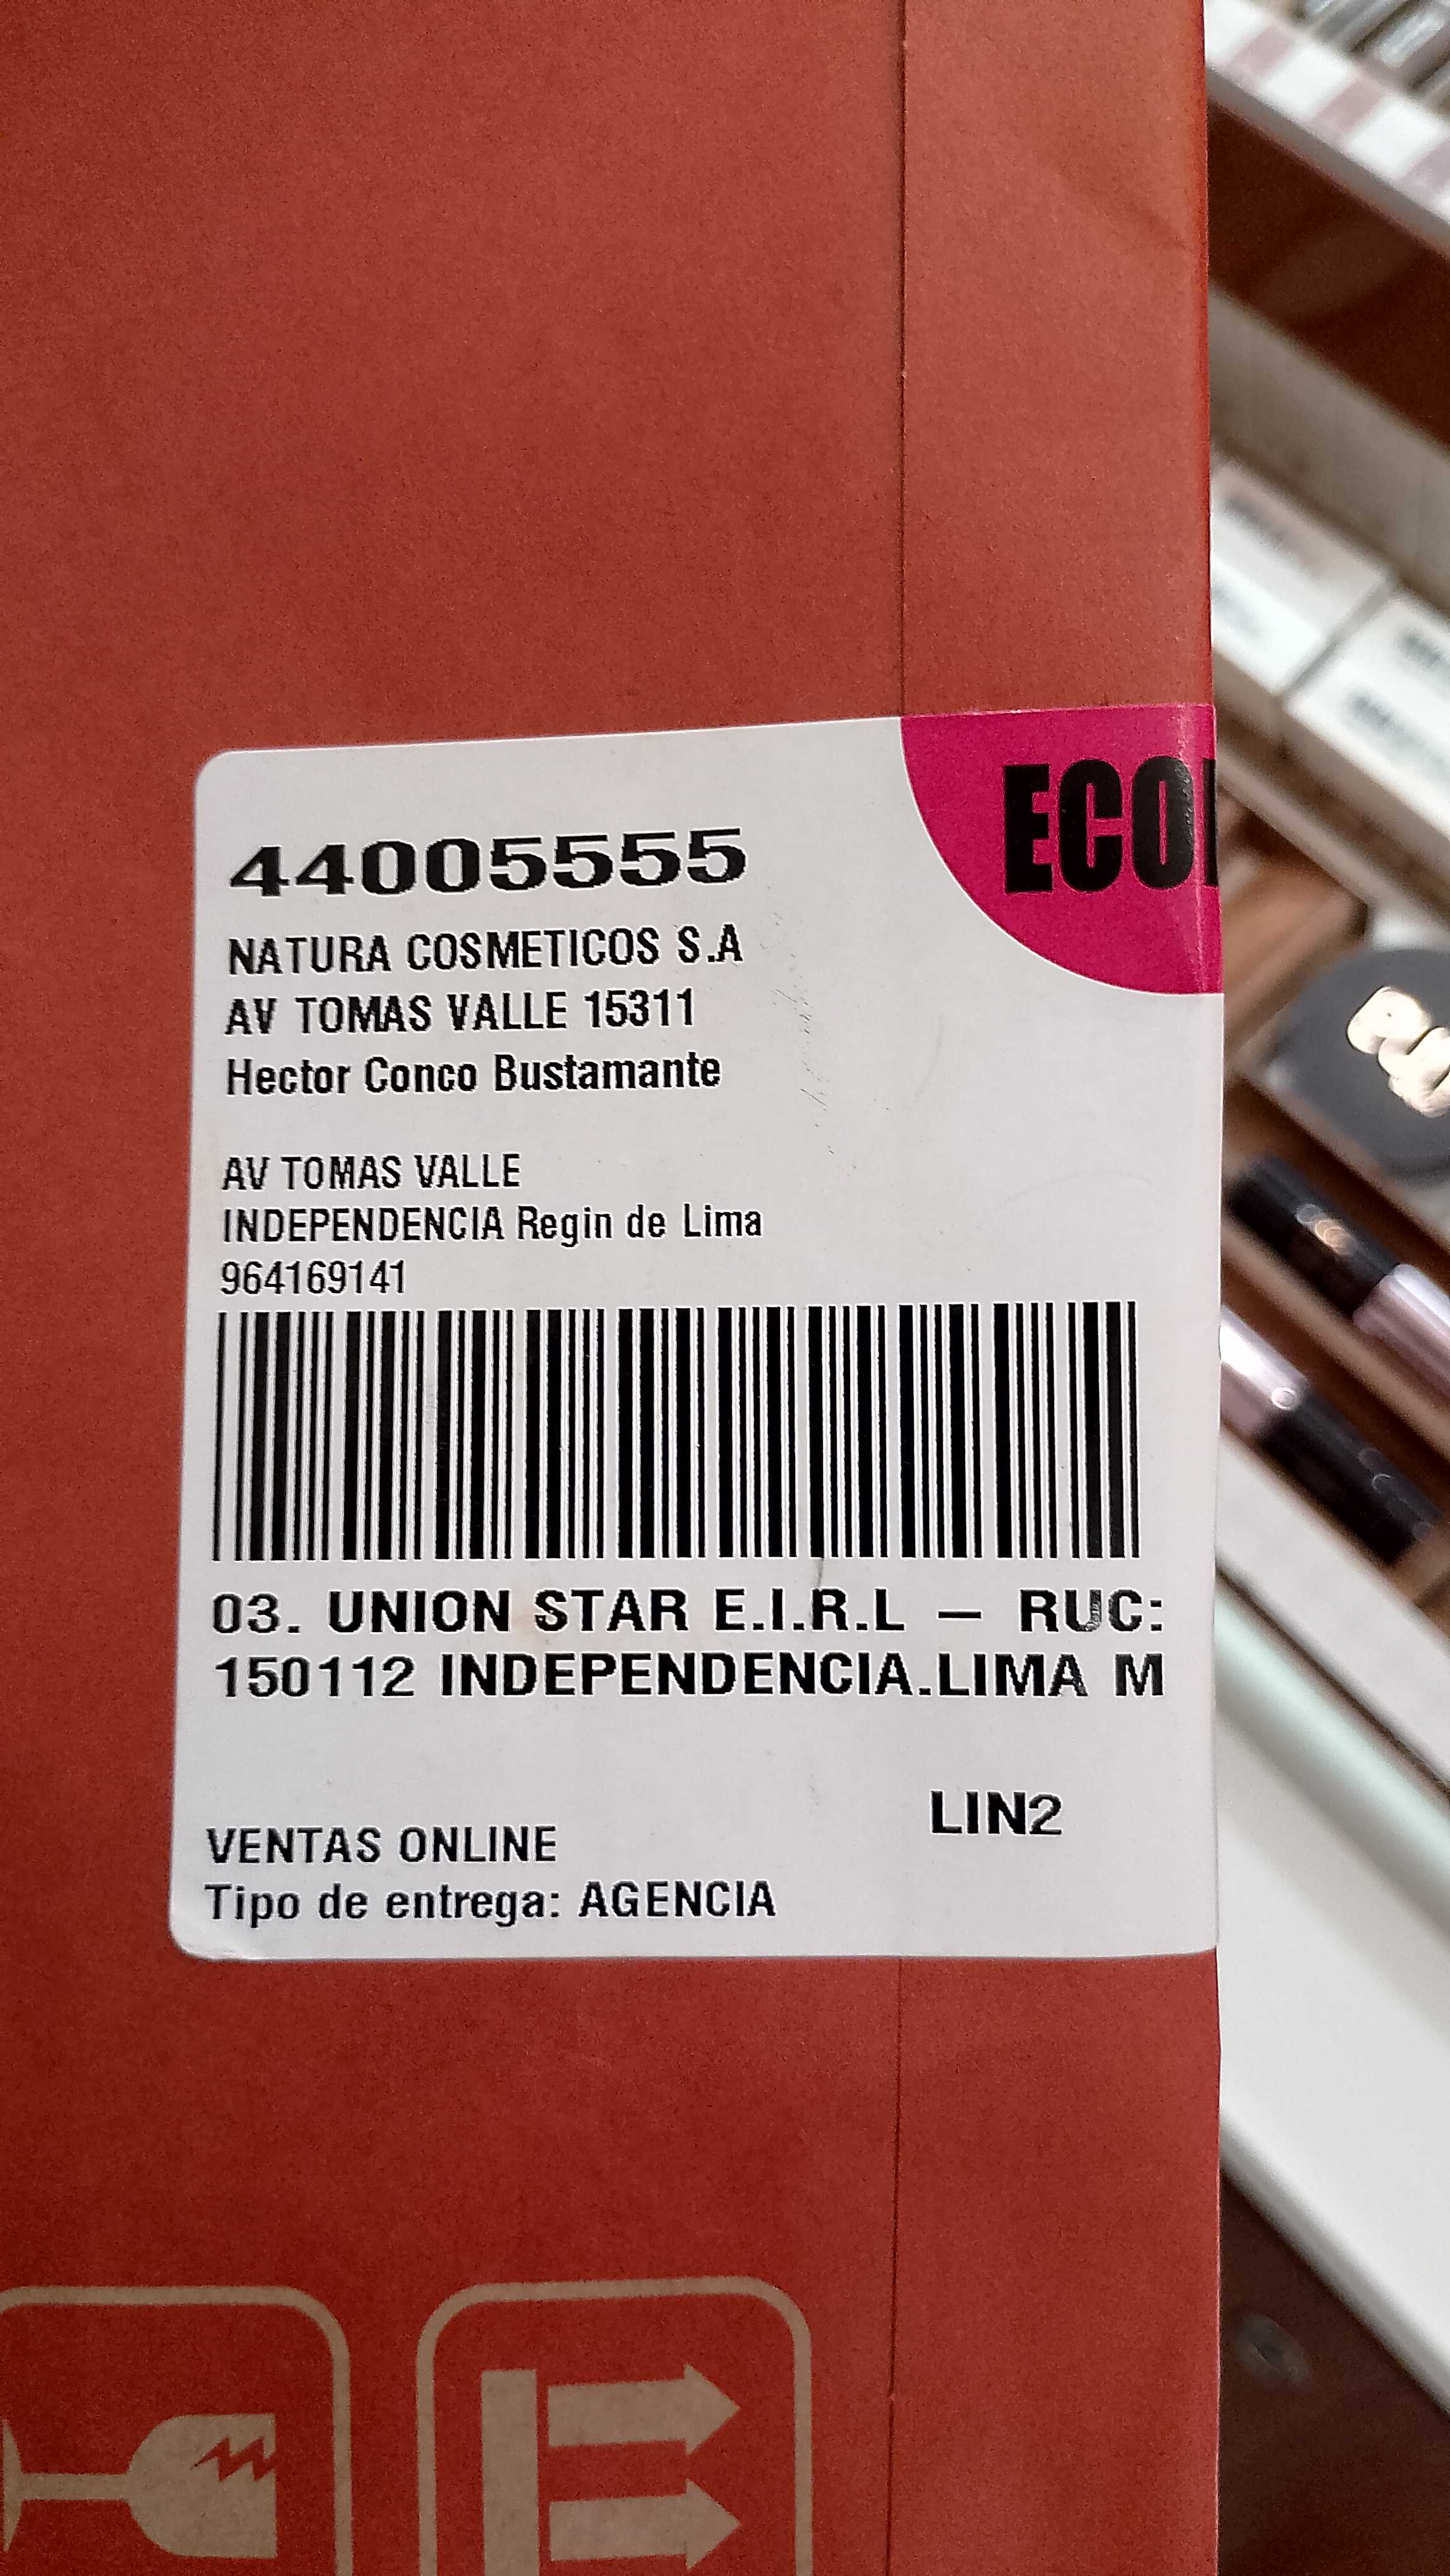 44005555
NATURA COSMETICOS S.A
AV TOMAS VALLE 15311
Hector Conco Bustamante
AV TOMAS VALLE
INDEPENDENCIA Regin de Lima
964169141
03. UNION STAR E.I.R.L – RUC:
150112 INDEPENDENCIA.LIMA M
LIN2
VENTAS ONLINE
Tipo de entrega: AGENCIA